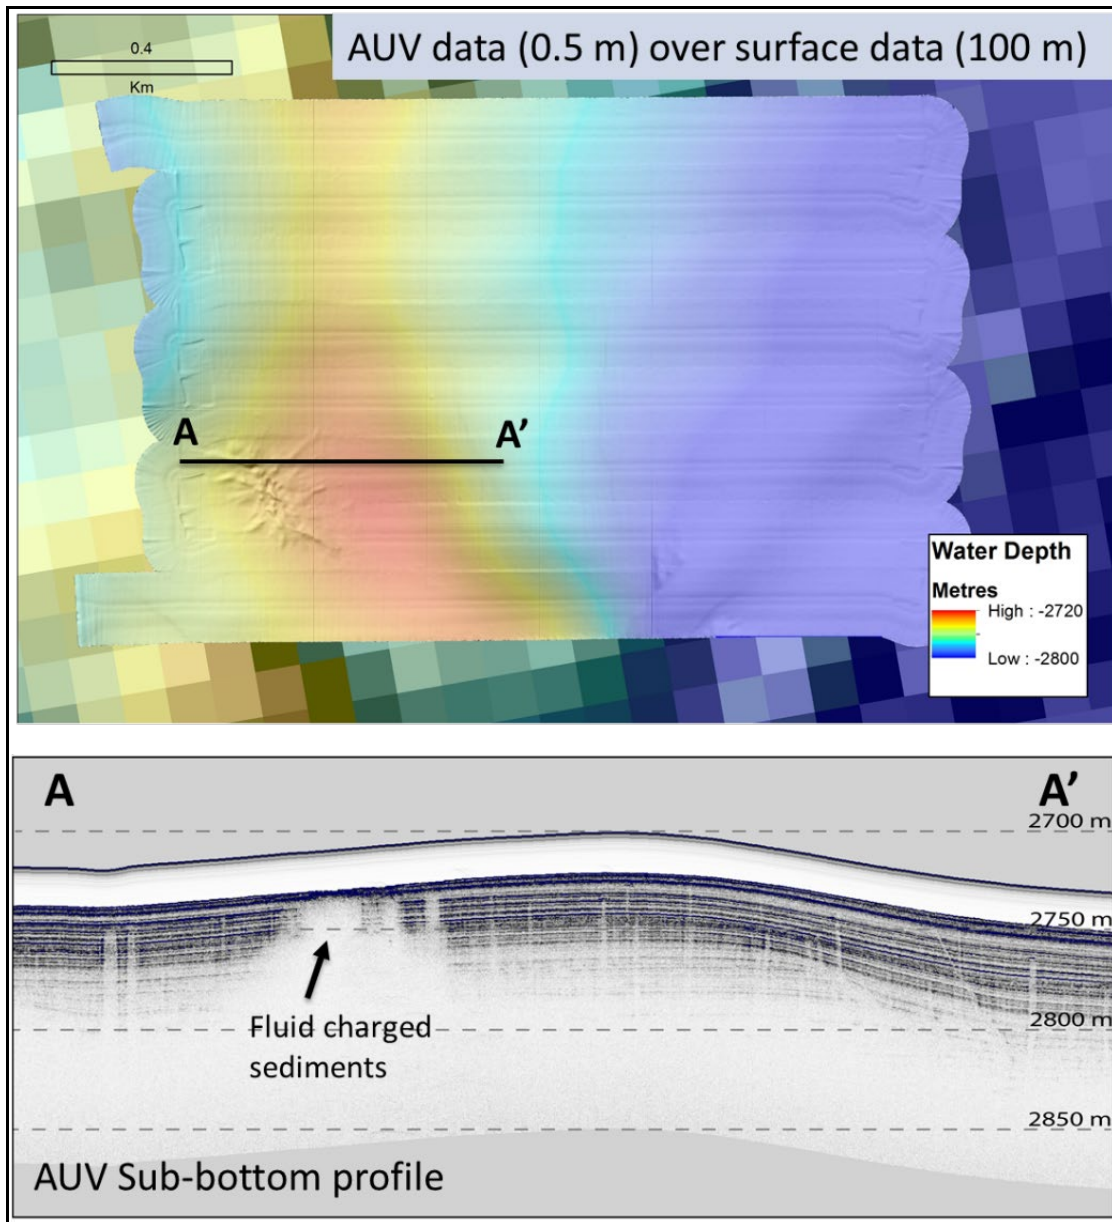 AUV data (0.5 m) over surface data (100 m)
0.4
Km
A
A'
Water Depth
Metres
High : -2720
Low : -2800
A
A'
2700 m
2750 m
Fluid charged
sediments
2800 m
2850 m
AUV Sub-bottom profile